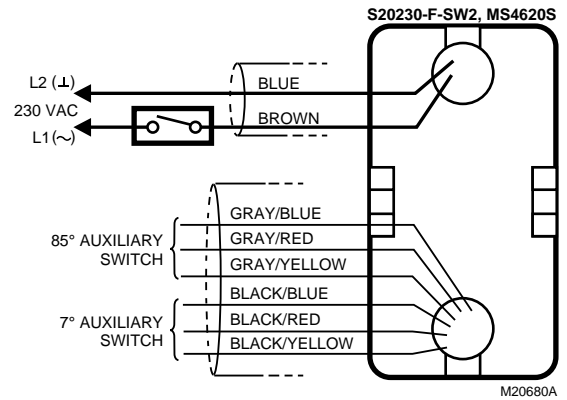 S20230-F-SW2, MS4620S
L2 (⊥)
BLUE
230 VAC
BROWN
L1 (~)
GRAY/BLUE
85° AUXILIARY
SWITCH
GRAY/RED
GRAY/YELLOW
BLACK/BLUE
7° AUXILIARY
SWITCH
BLACK/RED
BLACK/YELLOW
M20680A